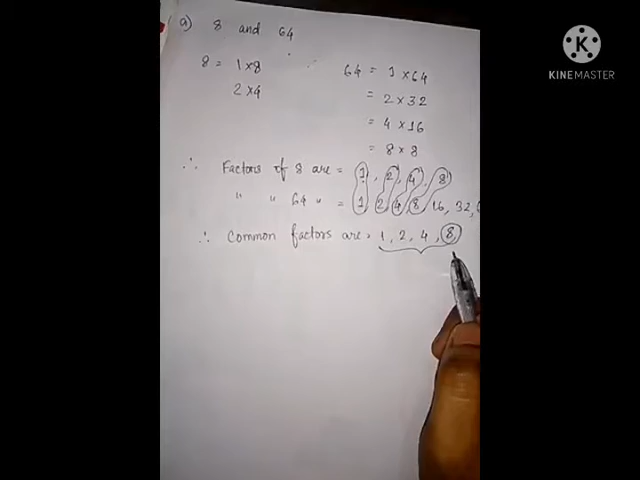 a) 8 and 64
8 = 1 × 8
2 × 4
64 = 1 × 64
= 2 × 32
= 4 × 16
= 8 × 8
∴ Factors of 8 are = 1, 2, 4, 8
" " 64 " = 1, 2, 4, 8, 16, 32,
∴ Common factors are = 1, 2, 4, 8,
KINEMASTER